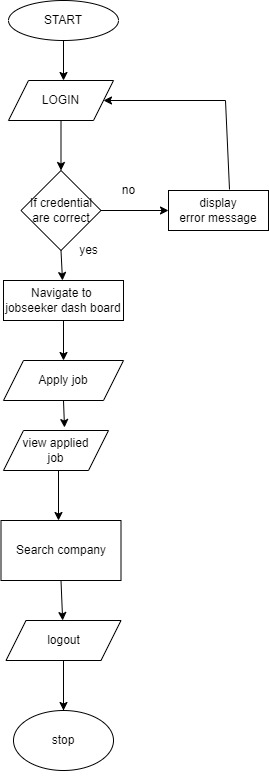 START
LOGIN
If credential
are correct
no
display
error message
yes
Navigate to
jobseeker dash board
Apply job
view applied
job
Search company
logout
stop